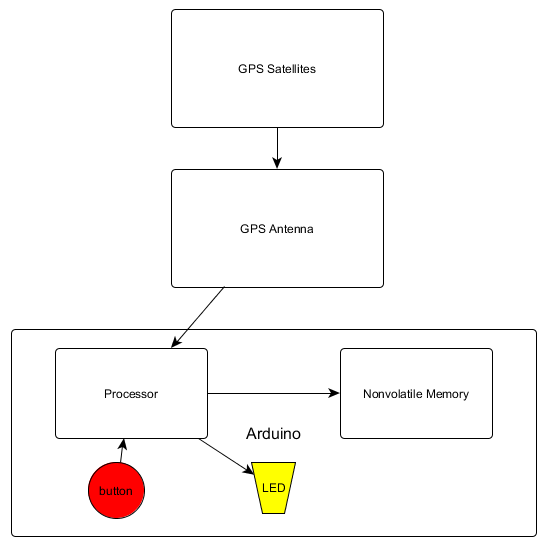 GPS Satellites
GPS Antenna
Processor
Nonvolatile Memory
Arduino
button
LED